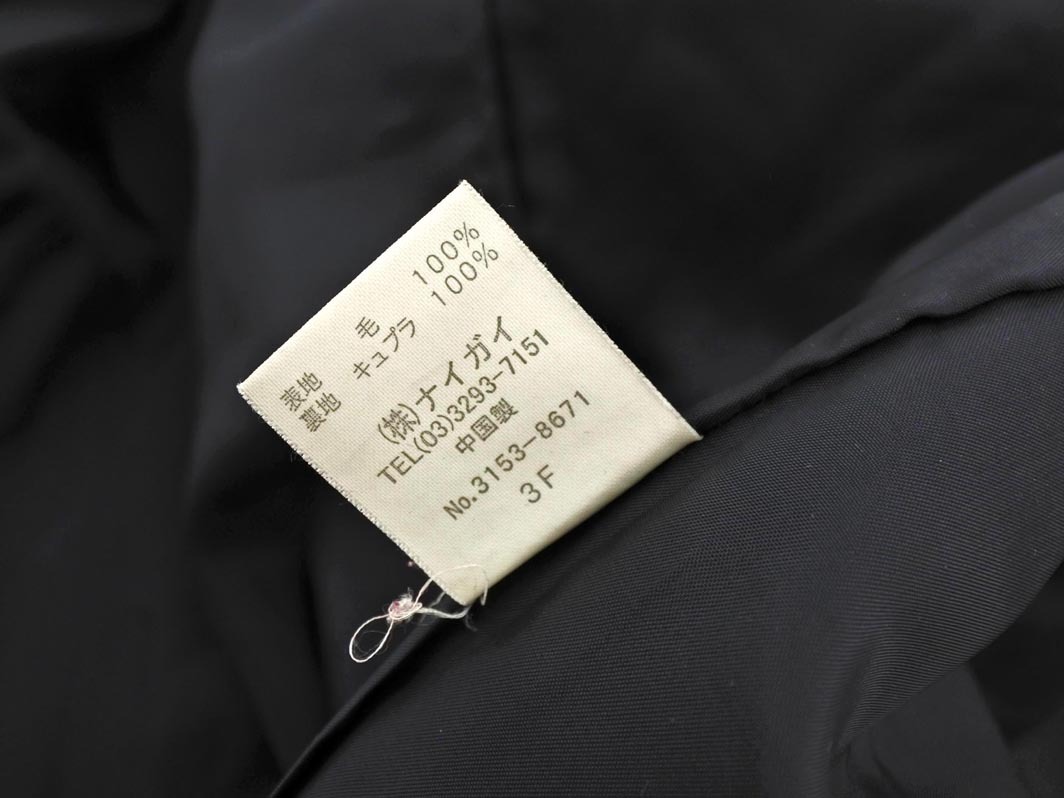 表地 毛 100%
裏地 キュプラ 100%
(株)ナイガイ
TEL(03)3293-7151
中国製
No.3153-8671
3F